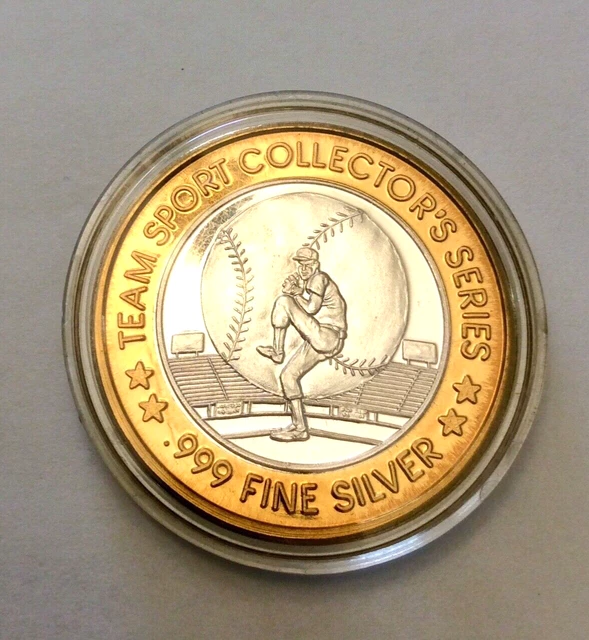 TEAM SPORT COLLECTOR'S SERIES
.999 FINE SILVER